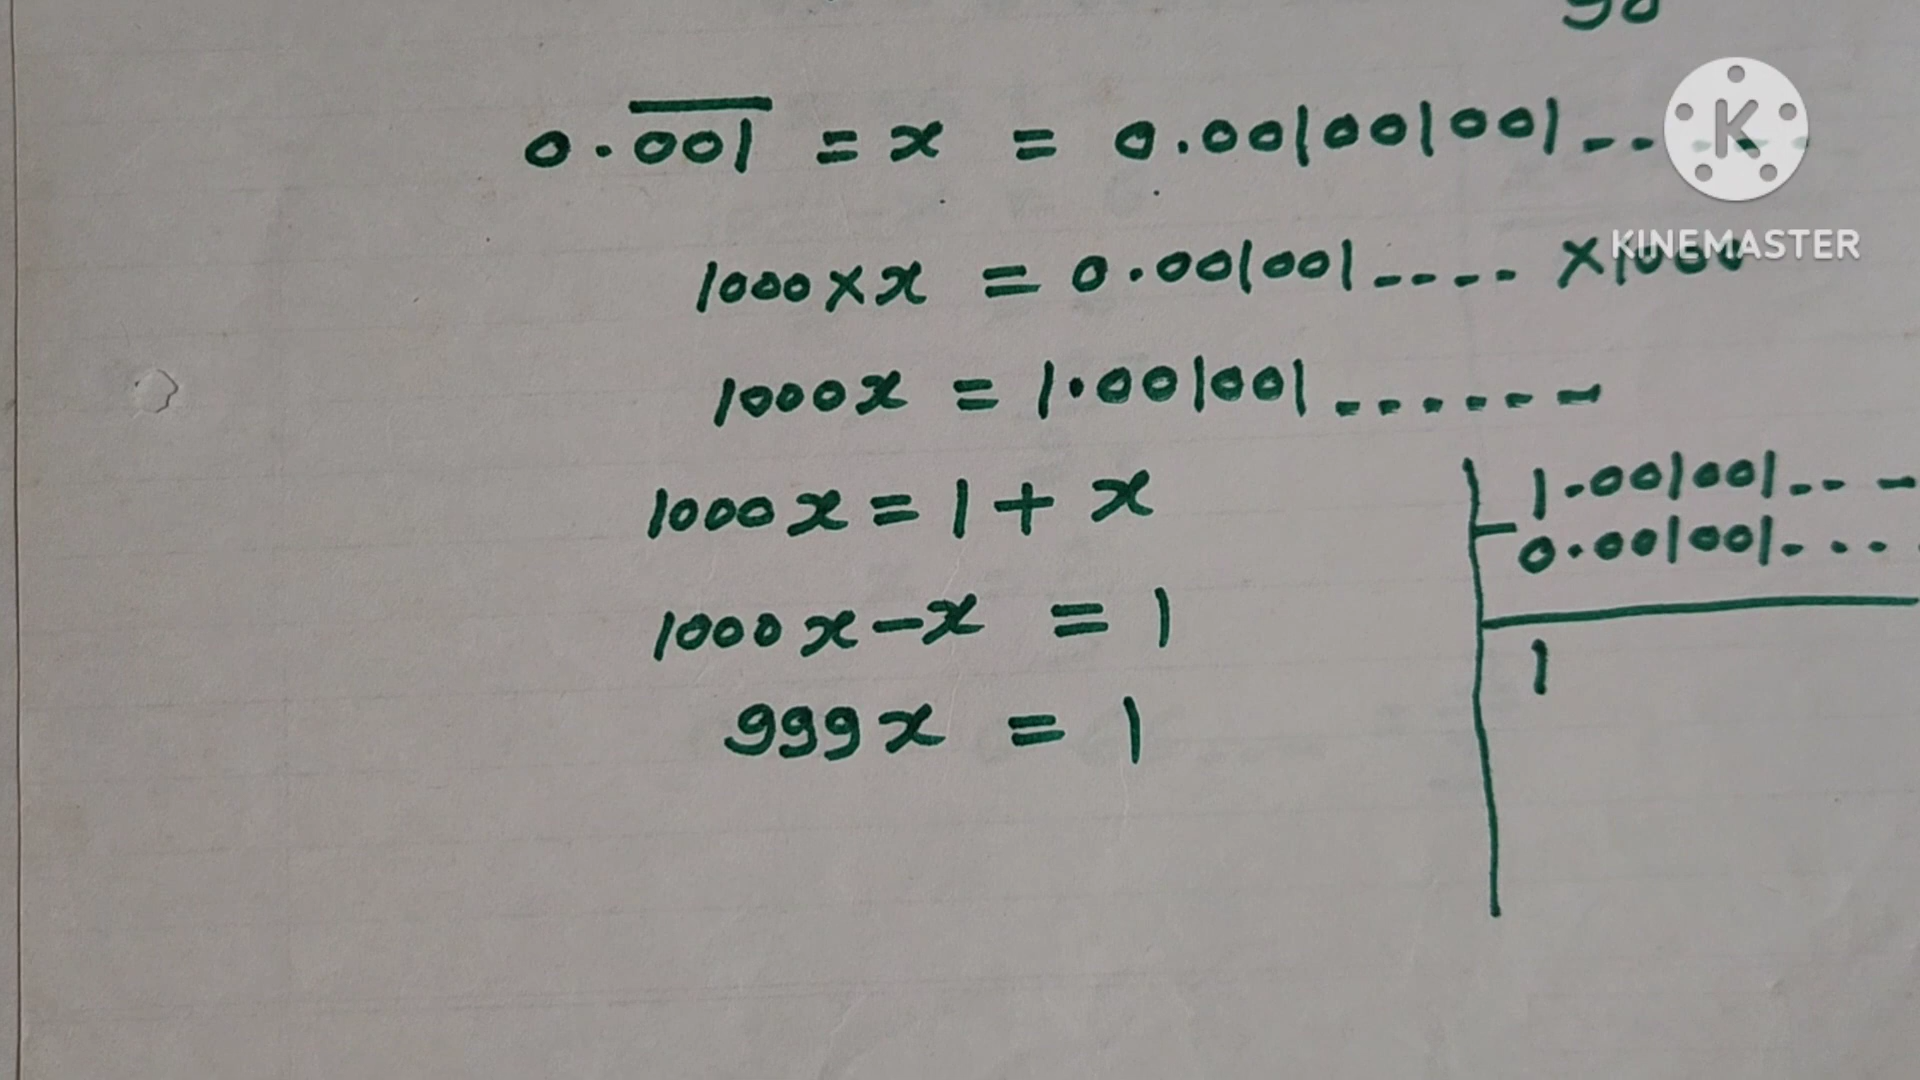 98
0.001 = x = 0.001001001.....
1000 × x = 0.001001.... ×1000
1000x = 1.001001......
1000x = 1 + x
1000x - x = 1
999x = 1
1.001001...
- 0.001001....
1
K
KINEMASTER